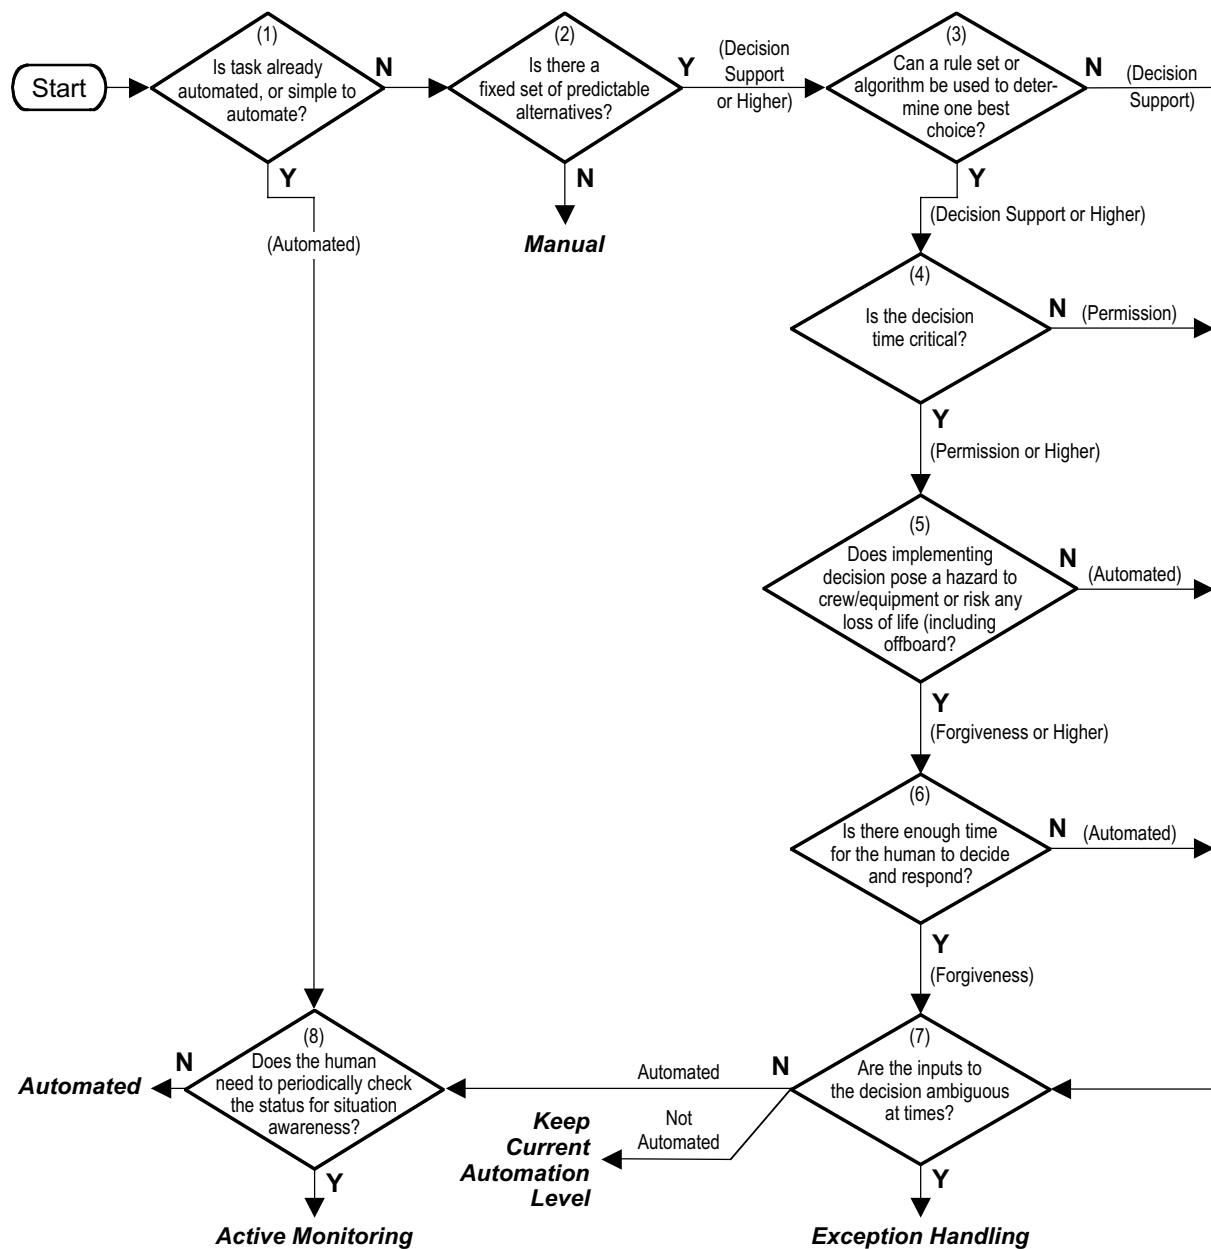 Start
(1)
Is task already
automated, or simple to
automate?
N
Y
(Automated)
(2)
Is there a
fixed set of predictable
alternatives?
Y
N
Manual
(Decision
Support
or Higher)
(3)
Can a rule set or
algorithm be used to deter-
mine one best
choice?
N
(Decision
Support)
Y
(Decision Support or Higher)
(4)
Is the decision
time critical?
N
(Permission)
Y
(Permission or Higher)
(5)
Does implementing
decision pose a hazard to
crew/equipment or risk any
loss of life (including
offboard?
N
(Automated)
Y
(Forgiveness or Higher)
(6)
Is there enough time
for the human to decide
and respond?
N
(Automated)
Y
(Forgiveness)
(7)
Are the inputs to
the decision ambiguous
at times?
N
Automated
Not
Automated
Keep
Current
Automation
Level
Y
Exception Handling
(8)
Does the human
need to periodically check
the status for situation
awareness?
N
Automated
Y
Active Monitoring